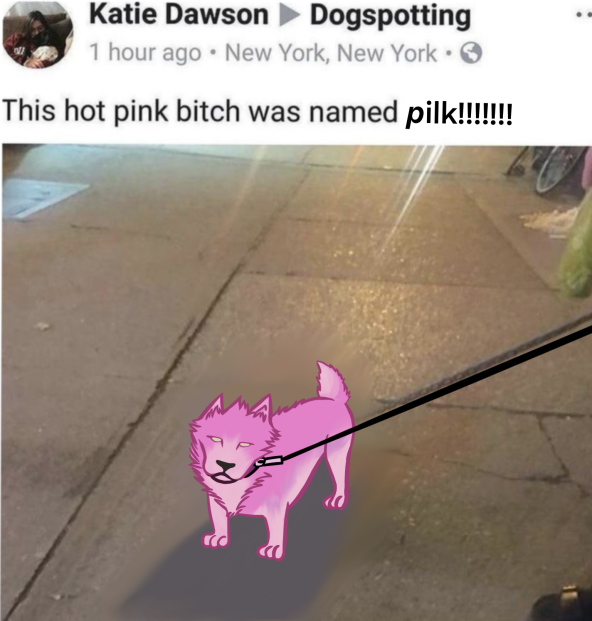 Katie Dawson ▶ Dogspotting
1 hour ago • New York, New York •
This hot pink bitch was named pilk!!!!!!!